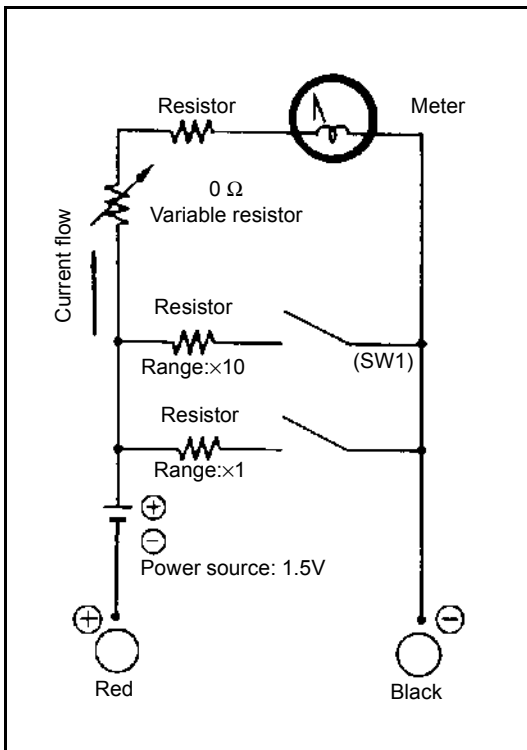 Resistor
Meter
0 Ω
Variable resistor
Current flow
Resistor
Range:×10
(SW1)
Resistor
Range:×1
⊕
⊖
Power source: 1.5V
⊕
⊖
Red
Black